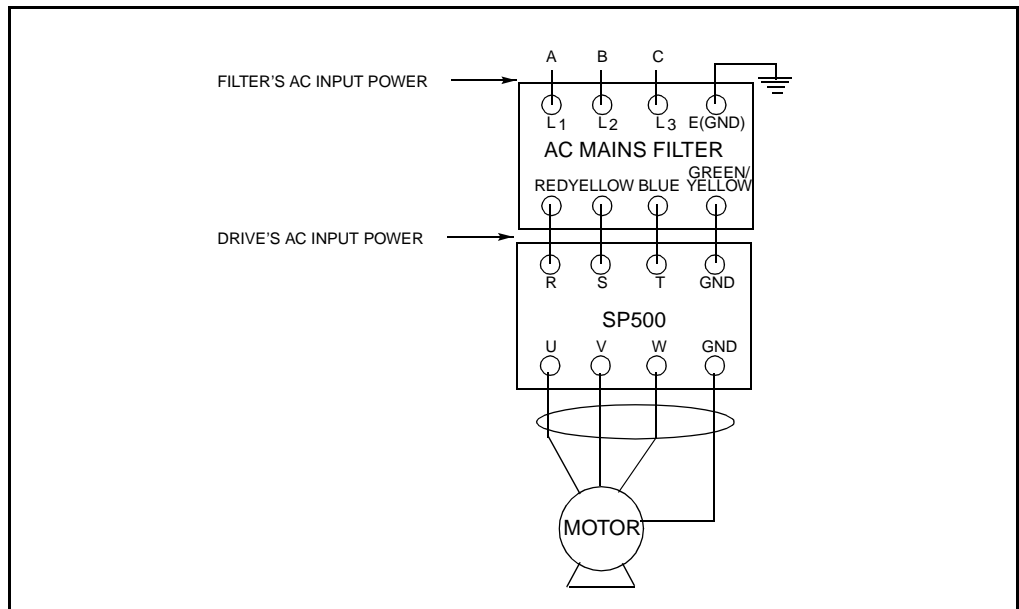 A B C
FILTER'S AC INPUT POWER
L1 L2 L3 E(GND)
AC MAINS FILTER
GREEN/
RED YELLOW BLUE YELLOW
DRIVE'S AC INPUT POWER
R S T GND
SP500
U V W GND
MOTOR